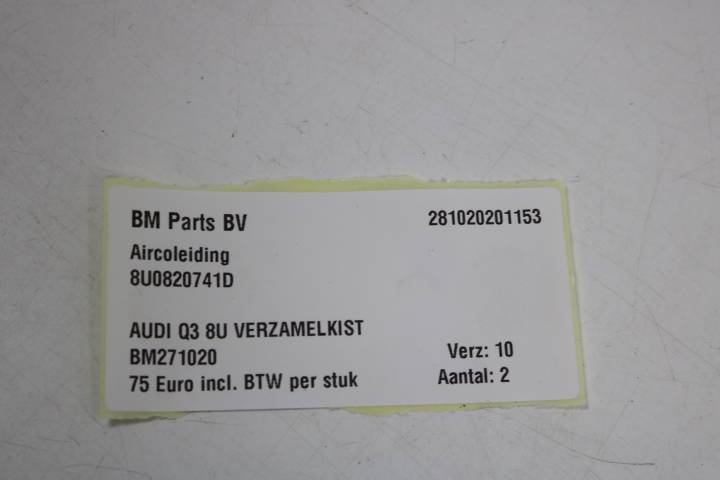 BM Parts BV 281020201153
Aircoleiding
8U0820741D
AUDI Q3 8U VERZAMELKIST
BM271020 Verz: 10
75 Euro incl. BTW per stuk Aantal: 2